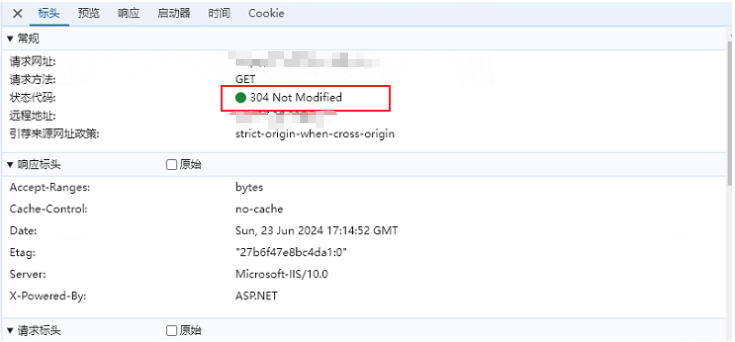 标头 预览 响应 启动器 时间 Cookie
常规
请求网址:
请求方法: GET
状态代码: 304 Not Modified
远程地址:
引荐来源网址政策: strict-origin-when-cross-origin
响应标头 原始
Accept-Ranges: bytes
Cache-Control: no-cache
Date: Sun, 23 Jun 2024 17:14:52 GMT
Etag: "27b6f47e8bc4da1:0"
Server: Microsoft-IIS/10.0
X-Powered-By: ASP.NET
请求标头 原始